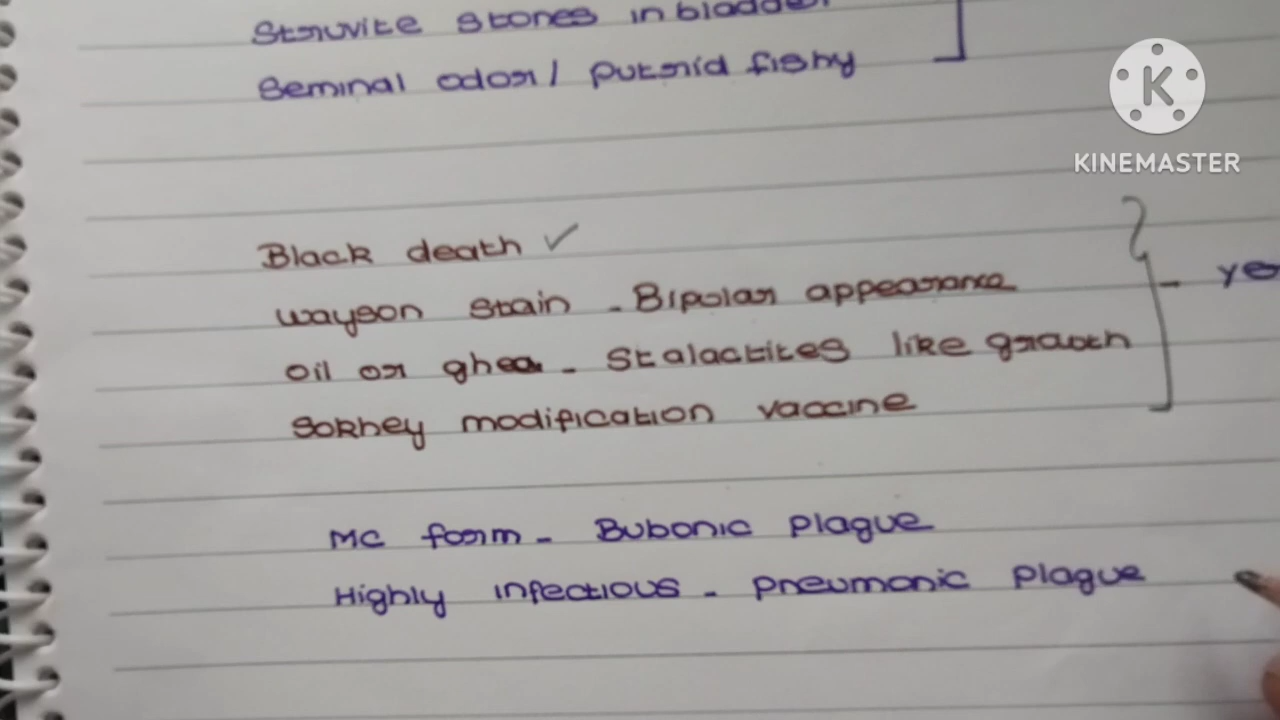 Struvite stones in bladder
Seminal odor / putrid fishy
K
KINEMASTER
Black death ✓
Wayson stain - Bipolar appearance
ye
oil or ghee - stalactites like growth
Sokhey modification vaccine
MC form - Bubonic plague
Highly infectious - pneumonic plague